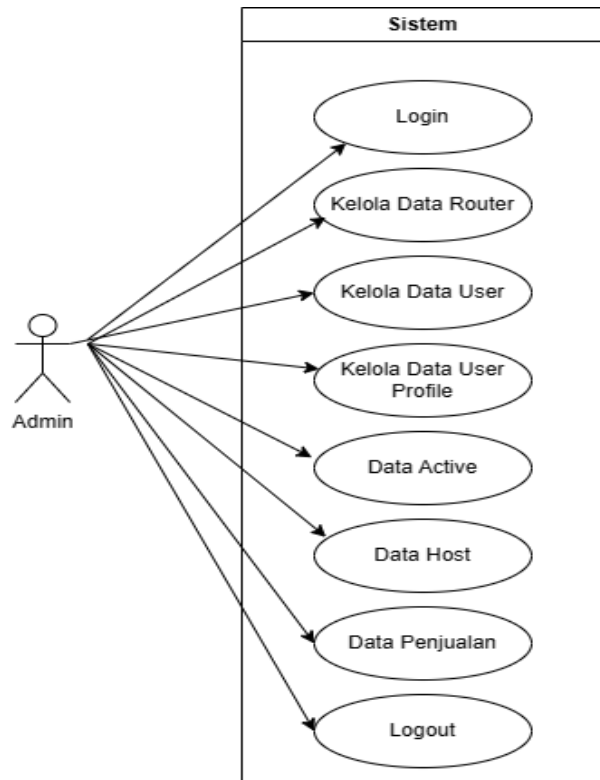 Sistem
Login
Kelola Data Router
Kelola Data User
Kelola Data User
Profile
Admin
Data Active
Data Host
Data Penjualan
Logout